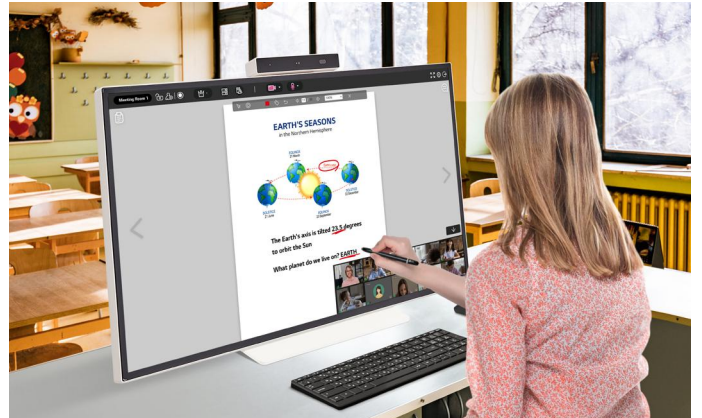 Meeting Room 1
EARTH'S SEASONS
in the Northern Hemisphere
The Earth's axis is tilted 23.5 degrees
to orbit the Sun
What planet do we live on? EARTH